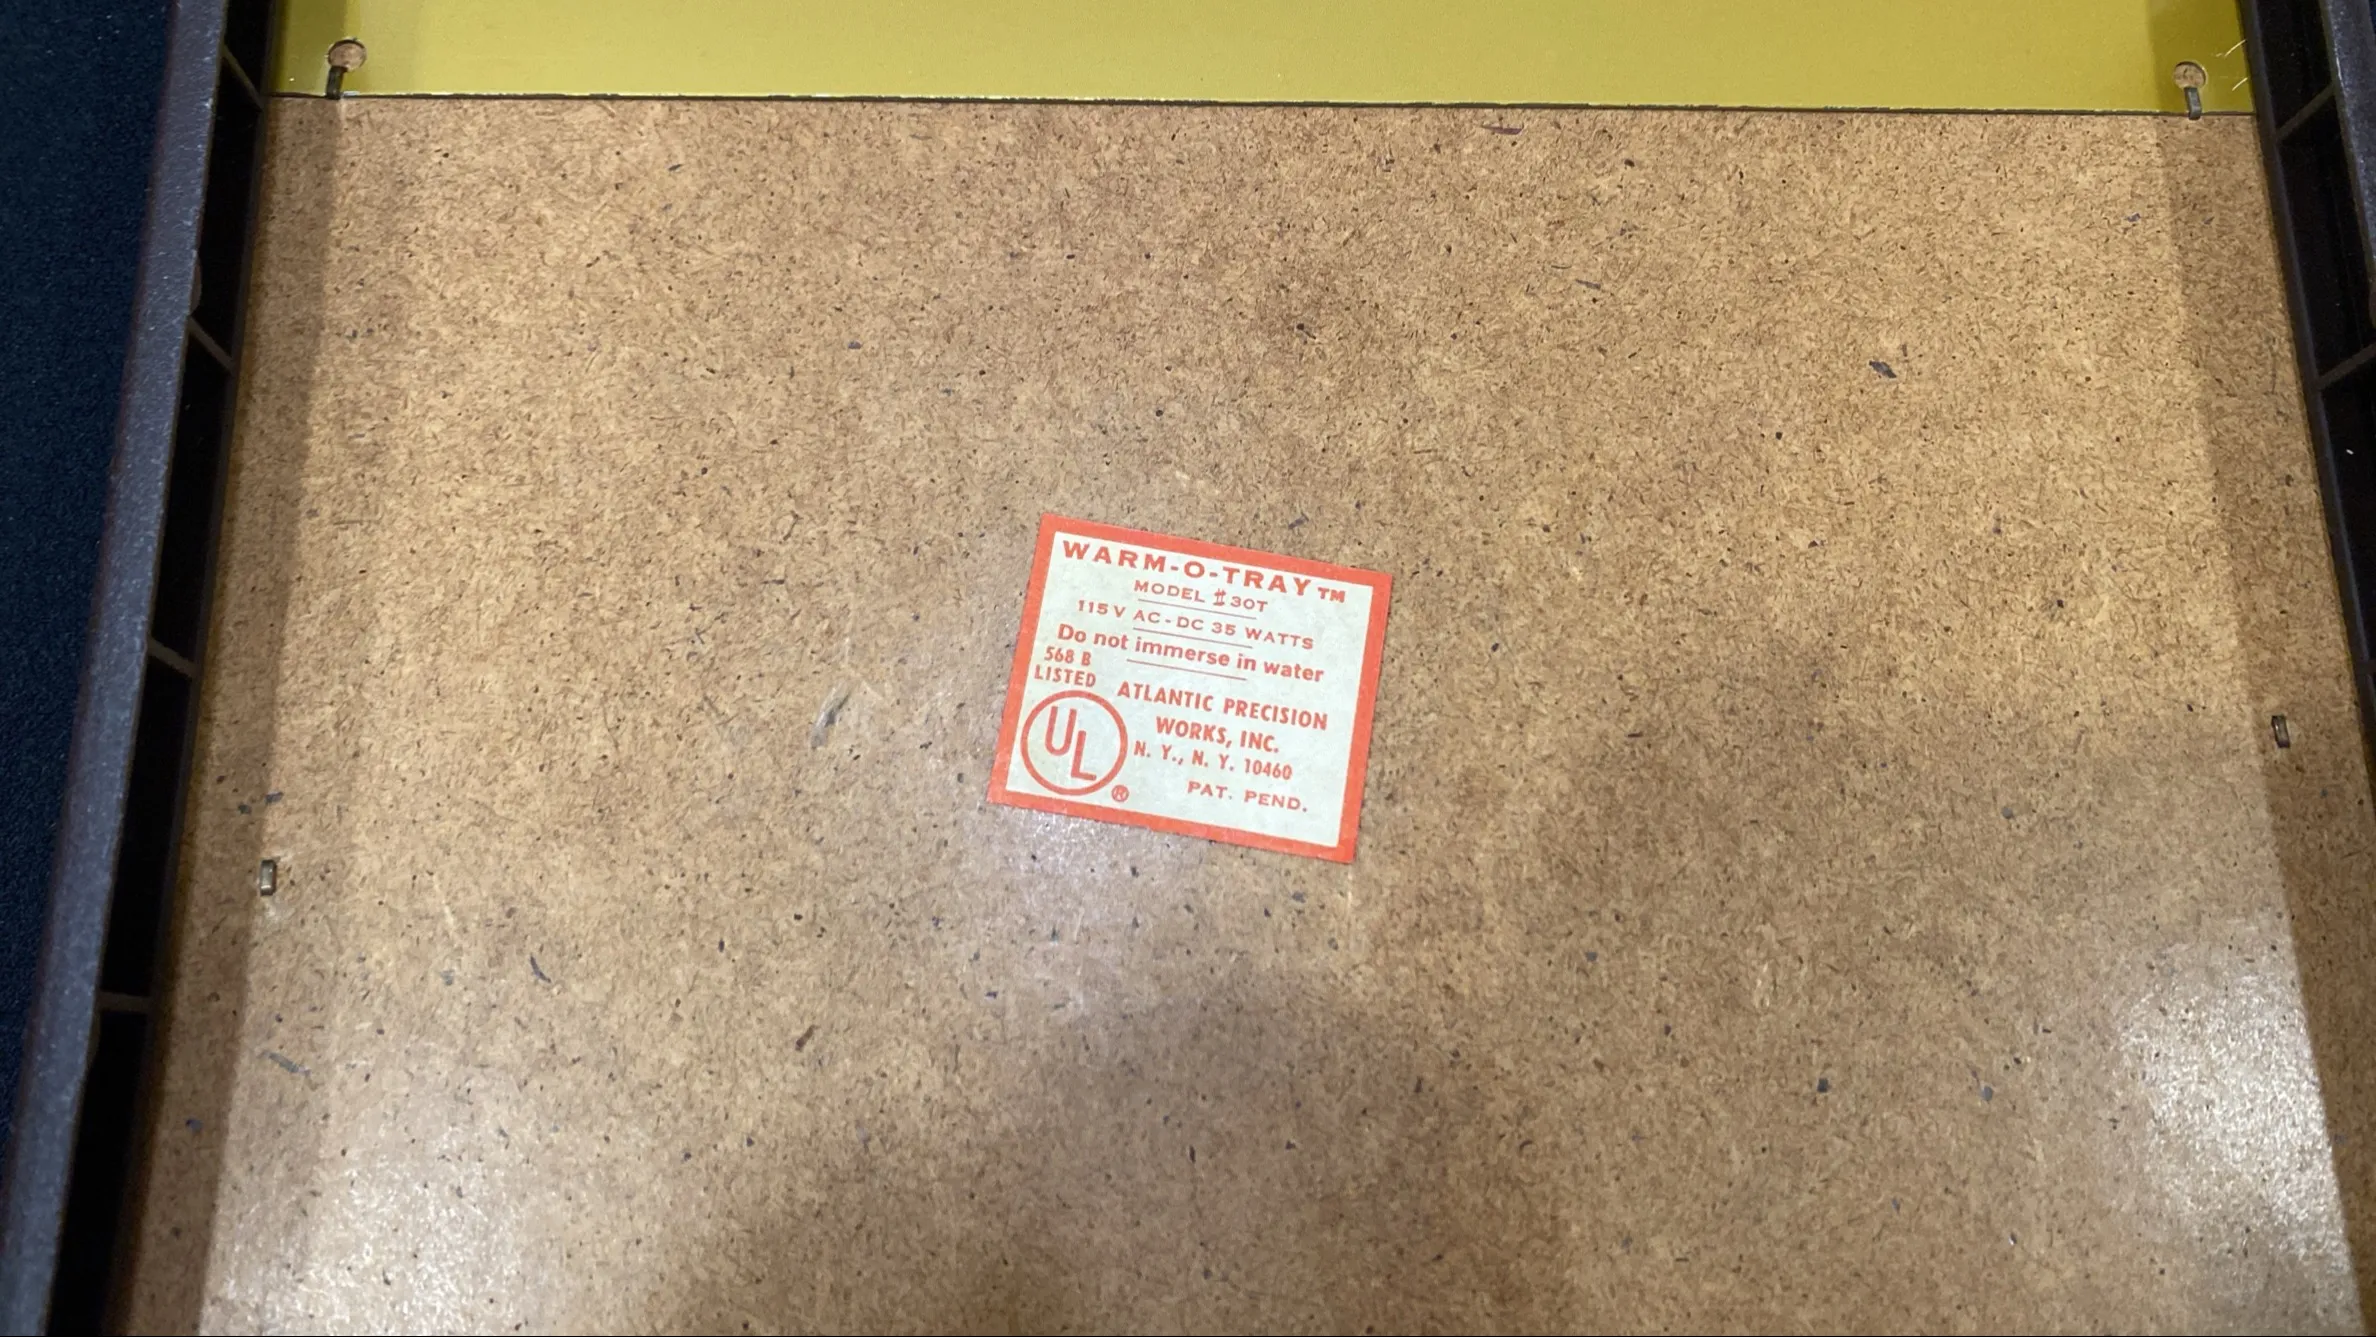 WARM-O-TRAY™
MODEL #30T
115 V AC-DC 35 WATTS
Do not immerse in water
568 B
LISTED
UL
®
ATLANTIC PRECISION
WORKS, INC.
N. Y., N. Y. 10460
PAT. PEND.